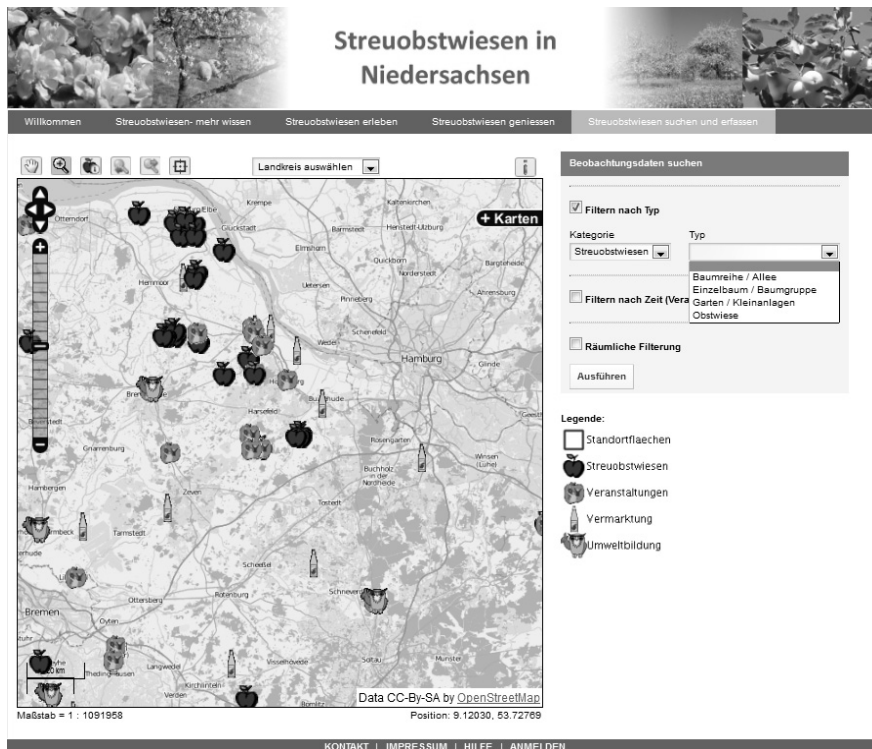 Streuobstwiesen in
Niedersachsen
Willkommen Streuobstwiesen- mehr wissen Streuobstwiesen erleben Streuobstwiesen geniessen Streuobstwiesen suchen und erfassen
Landkreis auswählen
i
+ Karten
Otterndorf
Krempe
Kaltenkirchen
Glückstadt
Barmstedt
Henstedt-Ulzburg
Elmshorn
Quickborn
Bargteheide
Hemmoor
Uetersen
Norderstedt
Pinneberg
Ahrensburg
Schenefeld
Wedel
Hamburg
Glinde
Harsefeld
Rosengarten
Gnarrenburg
Winsen
(Luhe)
Buchholz
in der
Nordheide
Hambergen
Zeven
Tostedt
Tarmstedt
Scheeßel
Ottersberg
Rotenburg
Bremen
Oyten
Langwedel
Visselhövede
Soltau
Munster
Thedinghausen
Kirchlinteln
Verden
Bomlitz
20 km
Data CC-By-SA by OpenStreetMap
Maßstab = 1 : 1091958 Position: 9.12030, 53.72769
Beobachtungsdaten suchen
Filtern nach Typ
Kategorie Typ
Streuobstwiesen
Baumreihe / Allee
Einzelbaum / Baumgruppe
Garten / Kleinanlagen
Obstwiese
Filtern nach Zeit (Vera
Räumliche Filterung
Ausführen
Legende:
Standortflaechen
Streuobstwiesen
Veranstaltungen
Vermarktung
Umweltbildung
KONTAKT | IMPRESSUM | HILFE | ANMELDEN